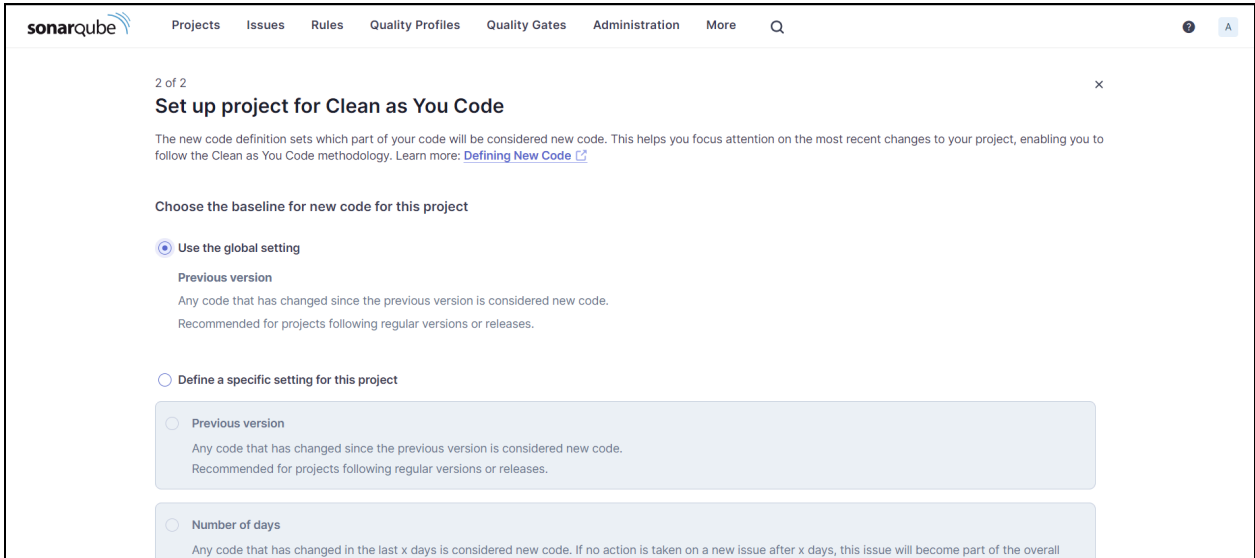 sonarqube Projects Issues Rules Quality Profiles Quality Gates Administration More ? A
2 of 2
Set up project for Clean as You Code
The new code definition sets which part of your code will be considered new code. This helps you focus attention on the most recent changes to your project, enabling you to
follow the Clean as You Code methodology. Learn more: Defining New Code
Choose the baseline for new code for this project
Use the global setting
Previous version
Any code that has changed since the previous version is considered new code.
Recommended for projects following regular versions or releases.
Define a specific setting for this project
Previous version
Any code that has changed since the previous version is considered new code.
Recommended for projects following regular versions or releases.
Number of days
Any code that has changed in the last x days is considered new code. If no action is taken on a new issue after x days, this issue will become part of the overall